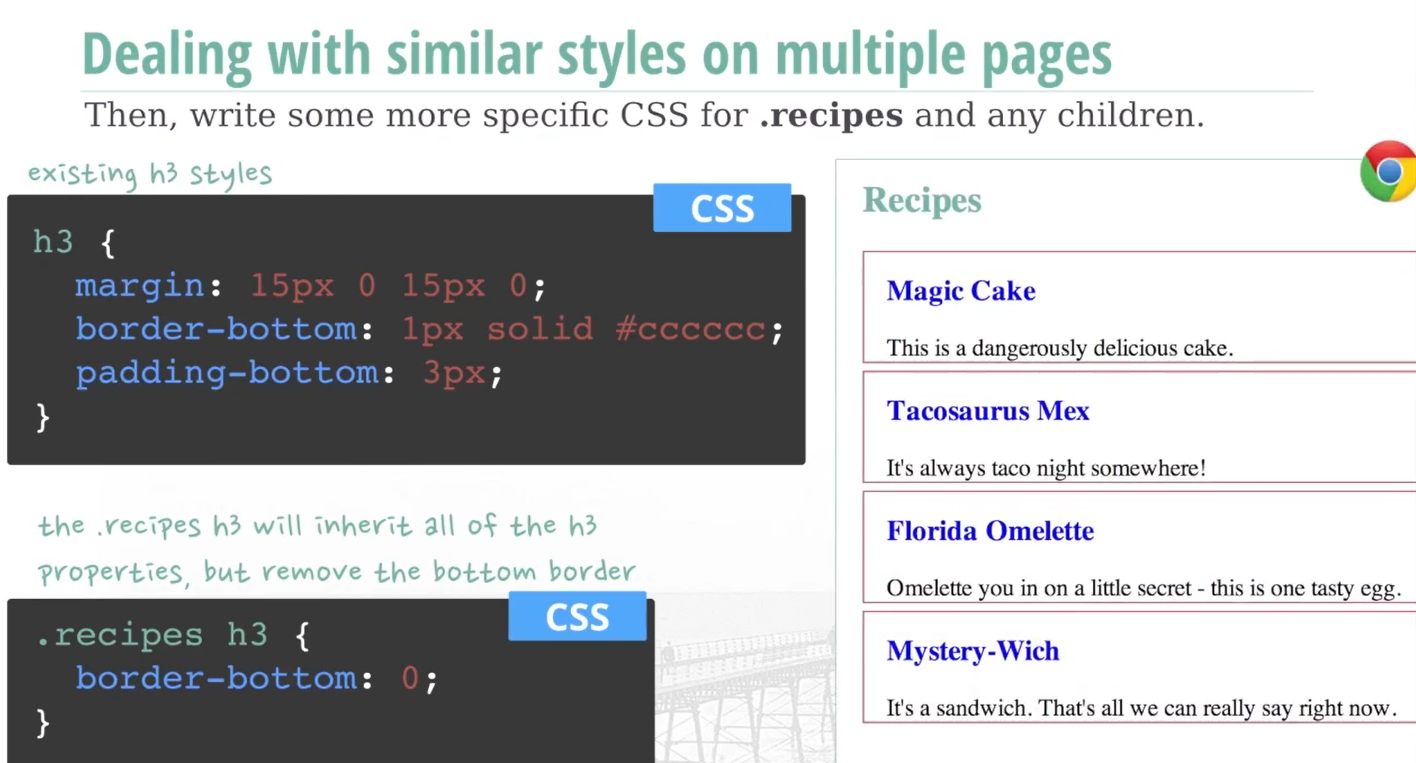 Dealing with similar styles on multiple pages
Then, write some more specific CSS for .recipes and any children.
existing h3 styles
CSS
h3 {
margin: 15px 0 15px 0;
border-bottom: 1px solid #cccccc;
padding-bottom: 3px;
}
the .recipes h3 will inherit all of the h3
properties, but remove the bottom border
CSS
.recipes h3 {
border-bottom: 0;
}
Recipes
Magic Cake
This is a dangerously delicious cake.
Tacosaurus Mex
It's always taco night somewhere!
Florida Omelette
Omelette you in on a little secret - this is one tasty egg.
Mystery-Wich
It's a sandwich. That's all we can really say right now.